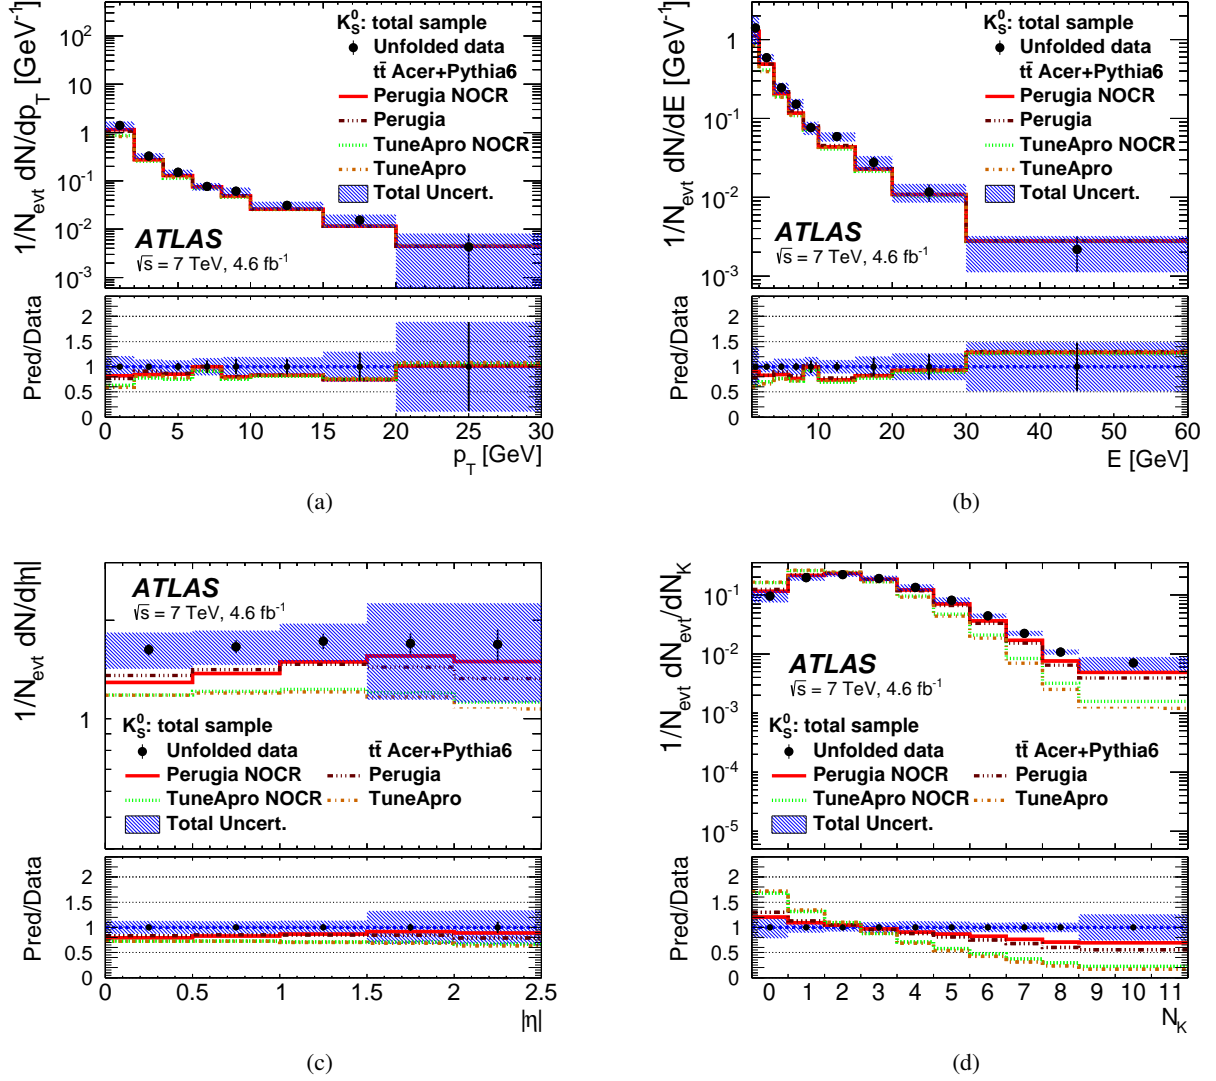 1/N_evt dN/dp_T [GeV⁻¹]
10²
10
1
10⁻¹
10⁻²
10⁻³
K⁰_S: total sample
Unfolded data
tt̄ Acer+Pythia6
Perugia NOCR
Perugia
TuneApro NOCR
TuneApro
Total Uncert.
ATLAS
√s = 7 TeV, 4.6 fb⁻¹
Pred/Data
2
1.5
1
0.5
0
0 5 10 15 20 25 30
p_T [GeV]
(a)
1/N_evt dN/dE [GeV⁻¹]
1
10⁻¹
10⁻²
10⁻³
K⁰_S: total sample
Unfolded data
tt̄ Acer+Pythia6
Perugia NOCR
Perugia
TuneApro NOCR
TuneApro
Total Uncert.
ATLAS
√s = 7 TeV, 4.6 fb⁻¹
Pred/Data
2
1.5
1
0.5
0
10 20 30 40 50 60
E [GeV]
(b)
1/N_evt dN/d|η|
1
ATLAS
√s = 7 TeV, 4.6 fb⁻¹
K⁰_S: total sample
Unfolded data tt̄ Acer+Pythia6
Perugia NOCR Perugia
TuneApro NOCR TuneApro
Total Uncert.
Pred/Data
2
1.5
1
0.5
0
0 0.5 1 1.5 2 2.5
|η|
(c)
1/N_evt dN_evt/dN_K
10⁻¹
10⁻²
10⁻³
10⁻⁴
10⁻⁵
ATLAS
√s = 7 TeV, 4.6 fb⁻¹
K⁰_S: total sample
Unfolded data tt̄ Acer+Pythia6
Perugia NOCR Perugia
TuneApro NOCR TuneApro
Total Uncert.
Pred/Data
2
1.5
1
0.5
0
0 1 2 3 4 5 6 7 8 9 10 11
N_K
(d)